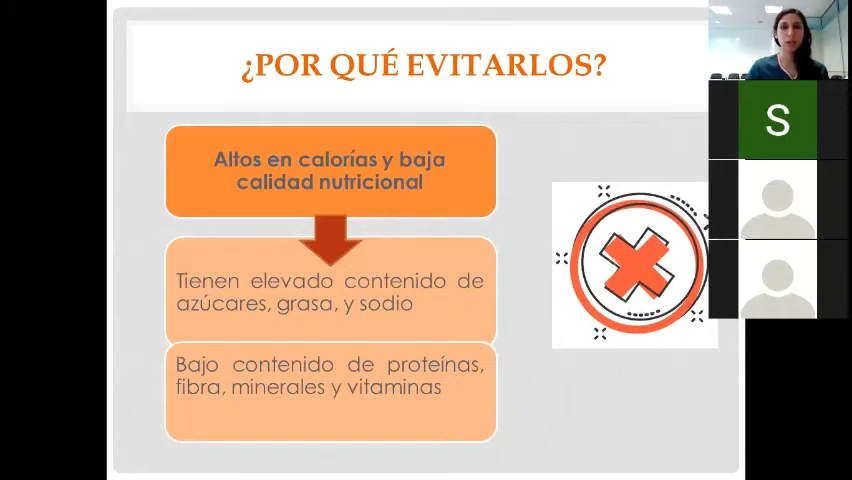 ¿POR QUÉ EVITARLOS?
Altos en calorías y baja
calidad nutricional
Tienen elevado contenido de
azúcares, grasa, y sodio
Bajo contenido de proteínas,
fibra, minerales y vitaminas
S